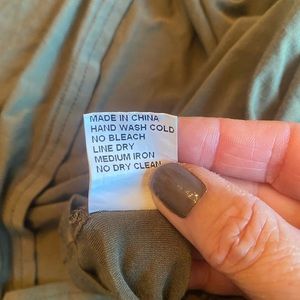 MADE IN CHINA
HAND WASH COLD
NO BLEACH
LINE DRY
MEDIUM IRON
NO DRY CLEAN